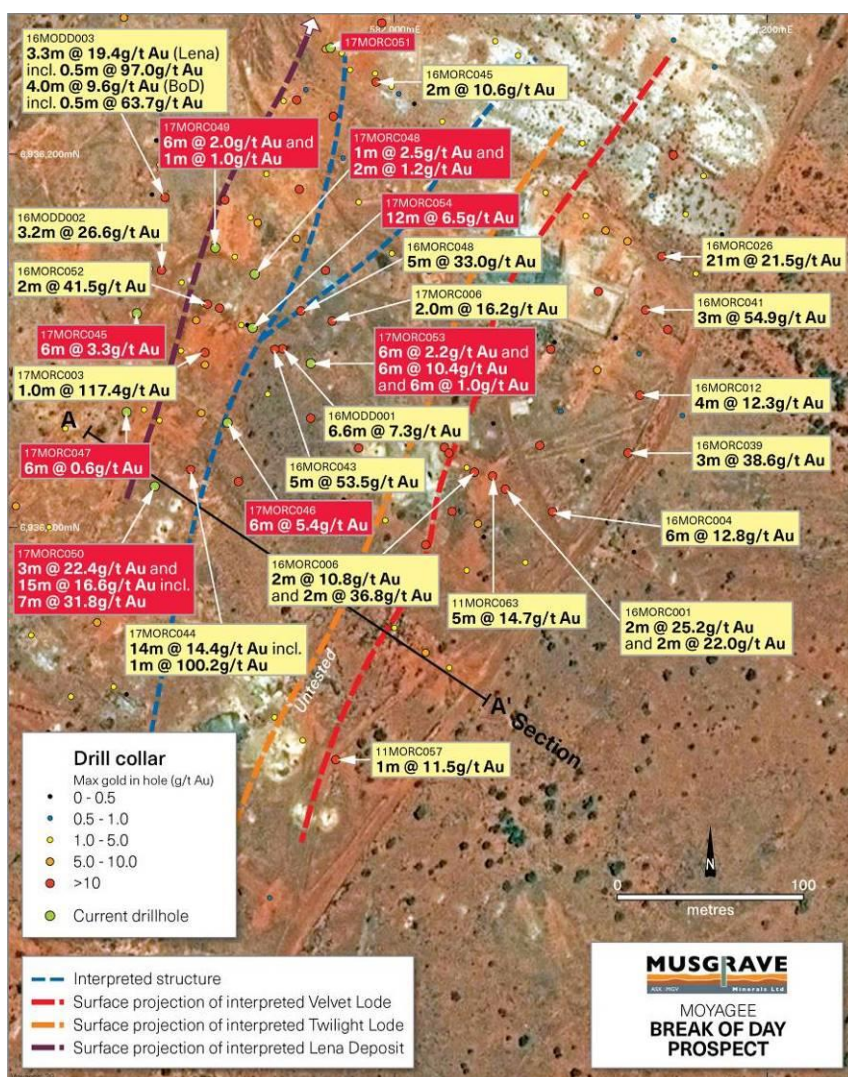 582,000mE
,200mE
6,936,200mN
6,936,000mN
16MODD003
3.3m @ 19.4g/t Au (Lena)
incl. 0.5m @ 97.0g/t Au
4.0m @ 9.6g/t Au (BoD)
incl. 0.5m @ 63.7g/t Au
17MORC051
16MORC045
2m @ 10.6g/t Au
17MORC049
6m @ 2.0g/t Au and
1m @ 1.0g/t Au
17MORC048
1m @ 2.5g/t Au and
2m @ 1.2g/t Au
17MORC054
12m @ 6.5g/t Au
16MODD002
3.2m @ 26.6g/t Au
16MORC048
5m @ 33.0g/t Au
16MORC026
21m @ 21.5g/t Au
16MORC052
2m @ 41.5g/t Au
17MORC006
2.0m @ 16.2g/t Au
16MORC041
3m @ 54.9g/t Au
17MORC045
6m @ 3.3g/t Au
17MORC053
6m @ 2.2g/t Au and
6m @ 10.4g/t Au
and 6m @ 1.0g/t Au
17MORC003
1.0m @ 117.4g/t Au
16MORC012
4m @ 12.3g/t Au
A
16MODD001
6.6m @ 7.3g/t Au
17MORC047
6m @ 0.6g/t Au
16MORC043
5m @ 53.5g/t Au
16MORC039
3m @ 38.6g/t Au
17MORC046
6m @ 5.4g/t Au
16MORC004
6m @ 12.8g/t Au
17MORC050
3m @ 22.4g/t Au and
15m @ 16.6g/t Au incl.
7m @ 31.8g/t Au
16MORC006
2m @ 10.8g/t Au
and 2m @ 36.8g/t Au
11MORC063
5m @ 14.7g/t Au
16MORC001
2m @ 25.2g/t Au
and 2m @ 22.0g/t Au
17MORC044
14m @ 14.4g/t Au incl.
1m @ 100.2g/t Au
Untested
A' Section
11MORC057
1m @ 11.5g/t Au
Drill collar
Max gold in hole (g/t Au)
0 - 0.5
0.5 - 1.0
1.0 - 5.0
5.0 - 10.0
>10
Current drillhole
N
0 100
metres
Interpreted structure
Surface projection of interpreted Velvet Lode
Surface projection of interpreted Twilight Lode
Surface projection of interpreted Lena Deposit
MUSGRAVE
ASX: MGV Minerals Ltd
MOYAGEE
BREAK OF DAY
PROSPECT